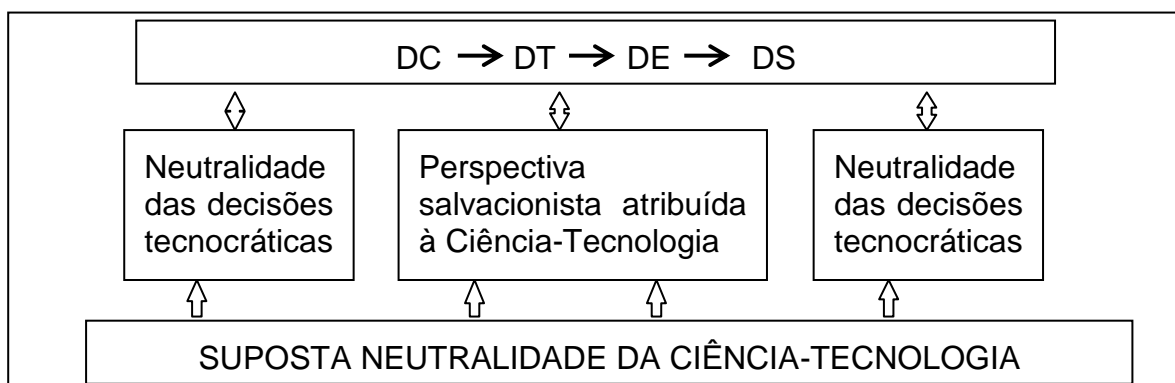 DC → DT → DE → DS
Neutralidade
das decisões
tecnocráticas
Perspectiva
salvacionista atribuída
à Ciência-Tecnologia
Neutralidade
das decisões
tecnocráticas
SUPOSTA NEUTRALIDADE DA CIÊNCIA-TECNOLOGIA